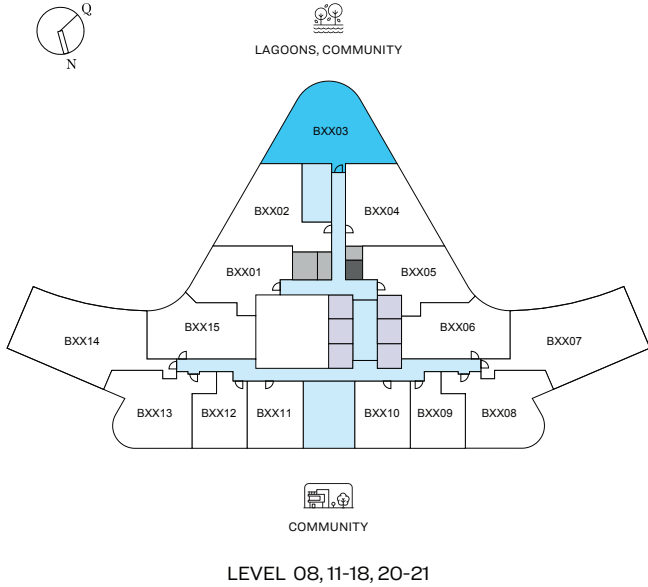 Q
N
LAGOONS, COMMUNITY
BXX03
BXX02
BXX04
BXX01
BXX05
BXX15
BXX06
BXX14
BXX07
BXX13
BXX12
BXX11
BXX10
BXX09
BXX08
COMMUNITY
LEVEL 08, 11-18, 20-21